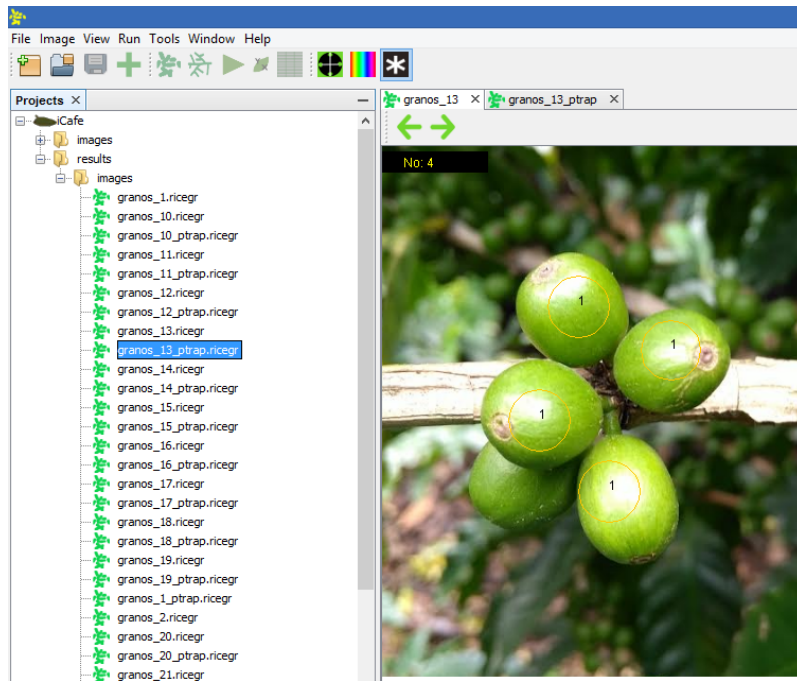 File Image View Run Tools Window Help
Projects
granos_13
granos_13_ptrap
iCafe
images
results
images
granos_1.ricegr
granos_10.ricegr
granos_10_ptrap.ricegr
granos_11.ricegr
granos_11_ptrap.ricegr
granos_12.ricegr
granos_12_ptrap.ricegr
granos_13.ricegr
granos_13_ptrap.ricegr
granos_14.ricegr
granos_14_ptrap.ricegr
granos_15.ricegr
granos_15_ptrap.ricegr
granos_16.ricegr
granos_16_ptrap.ricegr
granos_17.ricegr
granos_17_ptrap.ricegr
granos_18.ricegr
granos_18_ptrap.ricegr
granos_19.ricegr
granos_19_ptrap.ricegr
granos_1_ptrap.ricegr
granos_2.ricegr
granos_20.ricegr
granos_20_ptrap.ricegr
granos_21.ricegr
No: 4
1
1
1
1